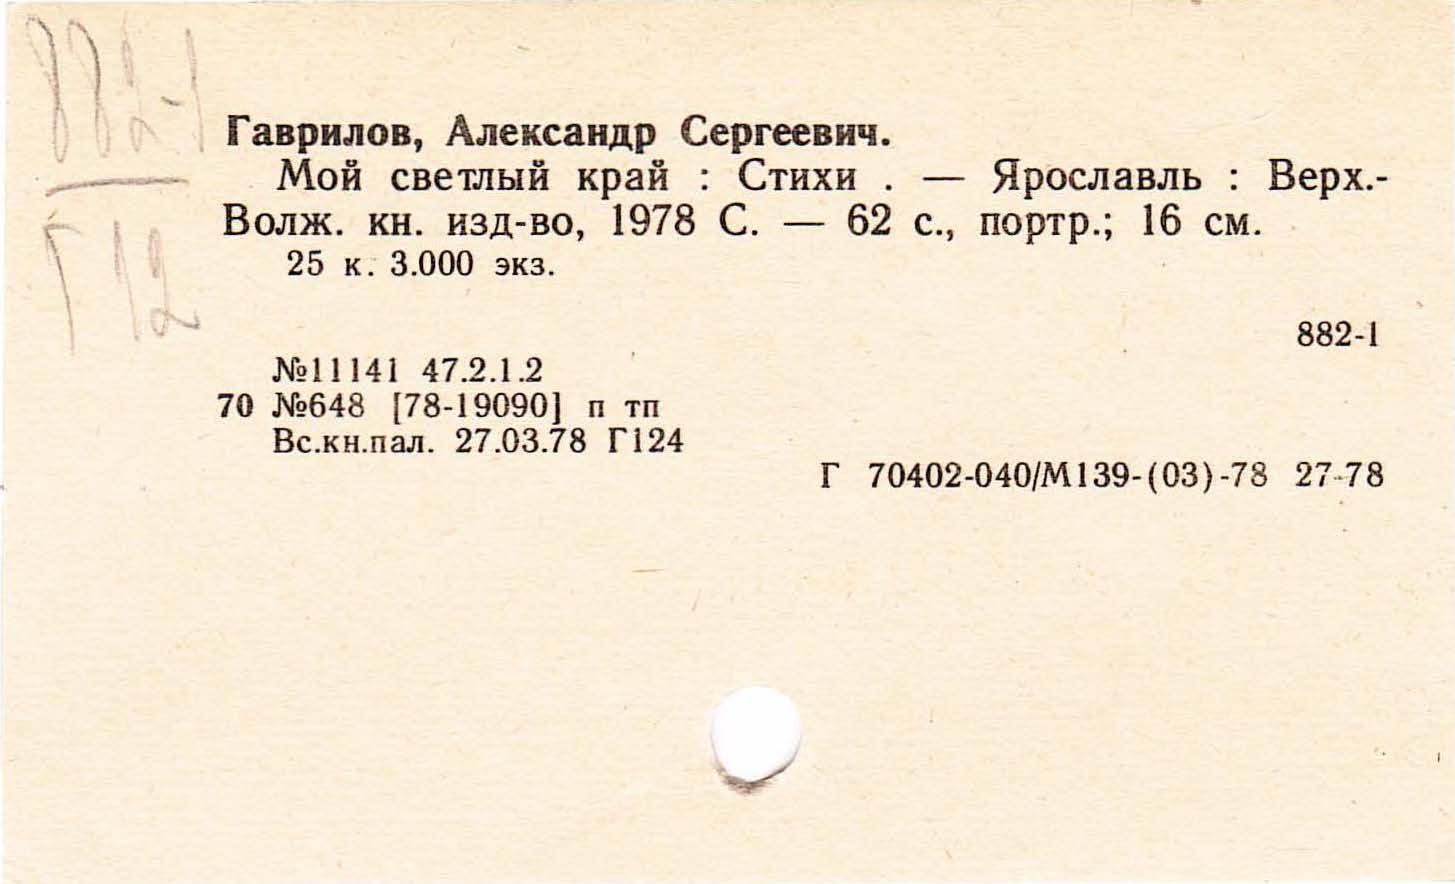 882-1
Г 12
Гаврилов, Александр Сергеевич.
Мой светлый край : Стихи . — Ярославль : Верх.-
Волж. кн. изд-во, 1978 С. — 62 с., портр.; 16 см.
25 к. 3.000 экз.
882-1
№11141 47.2.1.2
70 №648 [78-19090] п тп
Вс.кн.пал. 27.03.78 Г124
Г 70402-040/М139-(03)-78 27-78